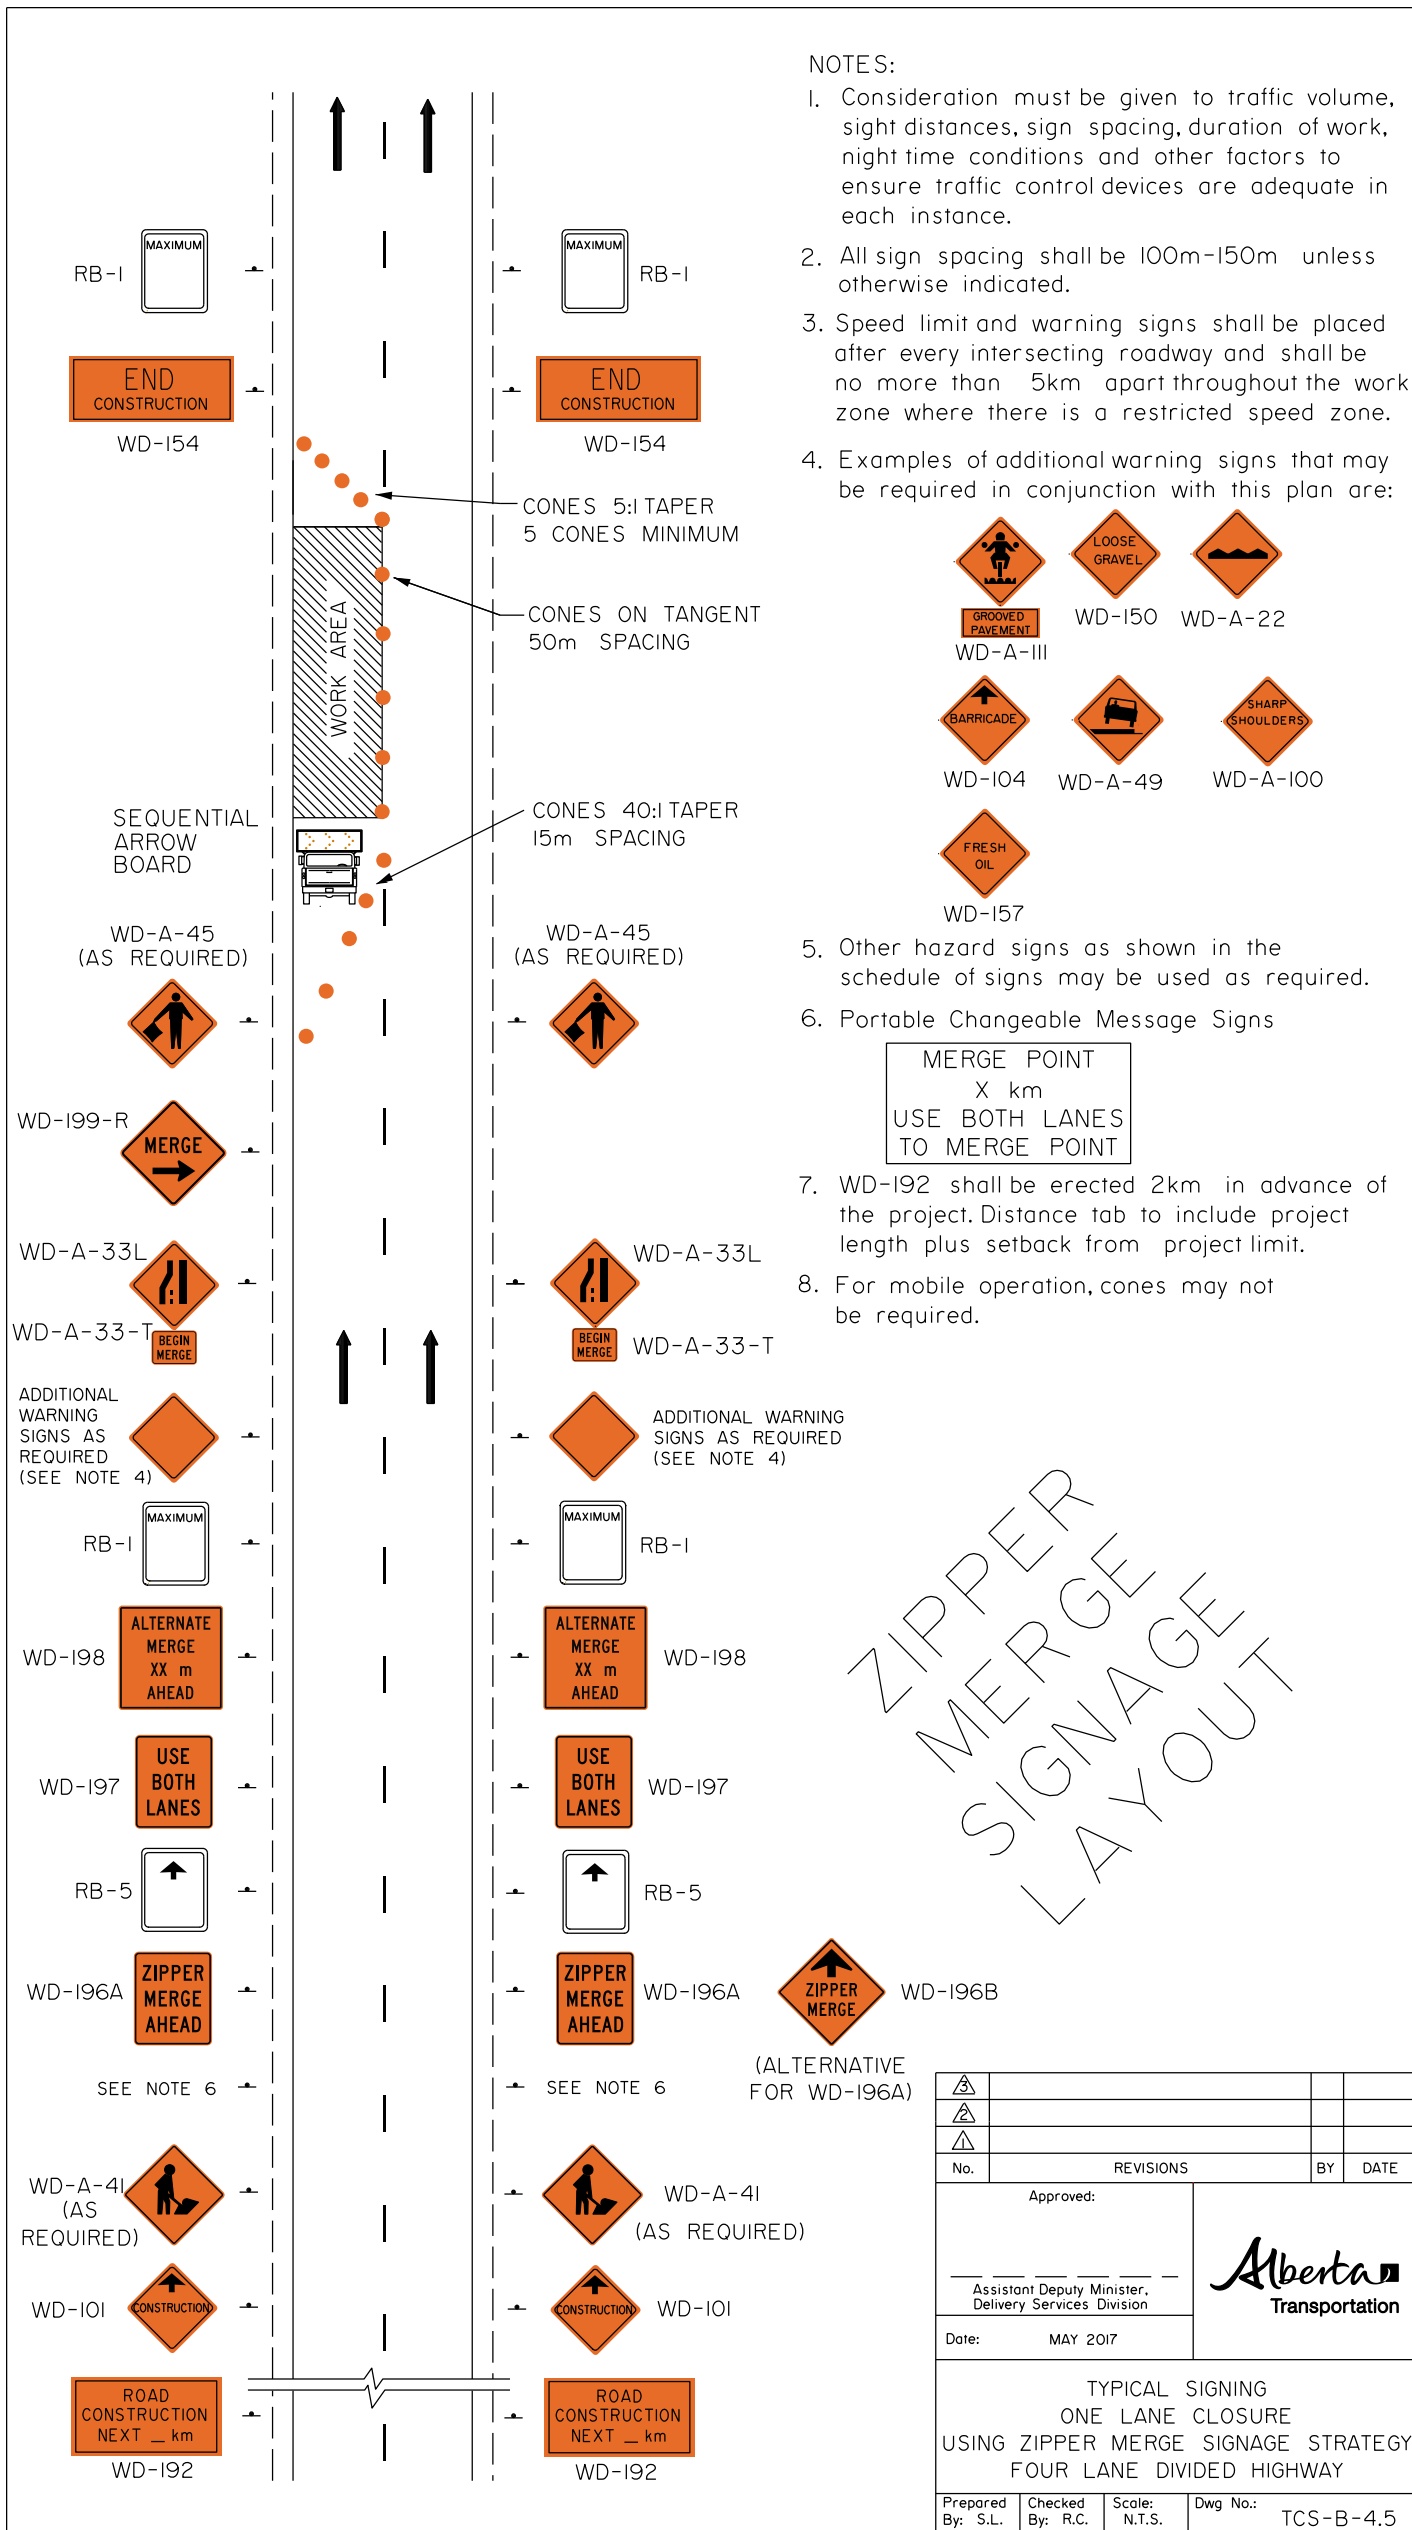 MAXIMUM
RB-1
MAXIMUM
RB-1
END
CONSTRUCTION
WD-154
END
CONSTRUCTION
WD-154
CONES 5:1 TAPER
5 CONES MINIMUM
CONES ON TANGENT
50m SPACING
WORK AREA
SEQUENTIAL
ARROW
BOARD
CONES 40:1 TAPER
15m SPACING
WD-A-45
(AS REQUIRED)
WD-A-45
(AS REQUIRED)
WD-199-R
MERGE
WD-A-33L
WD-A-33-T
BEGIN
MERGE
WD-A-33L
BEGIN
MERGE
WD-A-33-T
ADDITIONAL
WARNING
SIGNS AS
REQUIRED
(SEE NOTE 4)
ADDITIONAL WARNING
SIGNS AS REQUIRED
(SEE NOTE 4)
MAXIMUM
RB-1
MAXIMUM
RB-1
WD-198
ALTERNATE
MERGE
XX m
AHEAD
ALTERNATE
MERGE
XX m
AHEAD
WD-198
WD-197
USE
BOTH
LANES
USE
BOTH
LANES
WD-197
RB-5
RB-5
WD-196A
ZIPPER
MERGE
AHEAD
ZIPPER
MERGE
AHEAD
WD-196A
ZIPPER
MERGE
WD-196B
(ALTERNATIVE
FOR WD-196A)
SEE NOTE 6
SEE NOTE 6
WD-A-41
(AS
REQUIRED)
WD-A-41
(AS REQUIRED)
WD-101
CONSTRUCTION
CONSTRUCTION
WD-101
ROAD
CONSTRUCTION
NEXT _ km
WD-192
ROAD
CONSTRUCTION
NEXT _ km
WD-192
NOTES:
1. Consideration must be given to traffic volume,
sight distances, sign spacing, duration of work,
night time conditions and other factors to
ensure traffic control devices are adequate in
each instance.
2. All sign spacing shall be 100m-150m unless
otherwise indicated.
3. Speed limit and warning signs shall be placed
after every intersecting roadway and shall be
no more than 5km apart throughout the work
zone where there is a restricted speed zone.
4. Examples of additional warning signs that may
be required in conjunction with this plan are:
GROOVED
PAVEMENT
WD-A-111
LOOSE
GRAVEL
WD-150
WD-A-22
BARRICADE
WD-104
WD-A-49
SHARP
SHOULDERS
WD-A-100
FRESH
OIL
WD-157
5. Other hazard signs as shown in the
schedule of signs may be used as required.
6. Portable Changeable Message Signs
MERGE POINT
X km
USE BOTH LANES
TO MERGE POINT
7. WD-192 shall be erected 2km in advance of
the project. Distance tab to include project
length plus setback from project limit.
8. For mobile operation, cones may not
be required.
ZIPPER
MERGE
SIGNAGE
LAYOUT
3
2
1
No. REVISIONS BY DATE
Approved:
Assistant Deputy Minister,
Delivery Services Division
Date: MAY 2017
Alberta
Transportation
TYPICAL SIGNING
ONE LANE CLOSURE
USING ZIPPER MERGE SIGNAGE STRATEGY
FOUR LANE DIVIDED HIGHWAY
Prepared
By: S.L.
Checked
By: R.C.
Scale:
N.T.S.
Dwg No.:
TCS-B-4.5